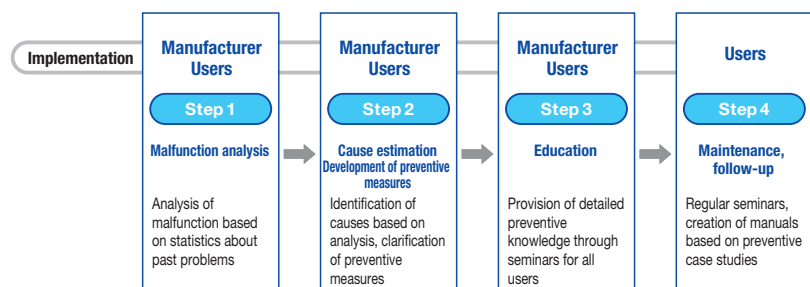 Implementation
Manufacturer
Users
Step 1
Malfunction analysis
Analysis of
malfunction based
on statistics about
past problems
Manufacturer
Users
Step 2
Cause estimation
Development of preventive
measures
Identification of
causes based on
analysis, clarification
of preventive
measures
Manufacturer
Users
Step 3
Education
Provision of detailed
preventive
knowledge through
seminars for all
users
Users
Step 4
Maintenance,
follow-up
Regular seminars,
creation of manuals
based on preventive
case studies